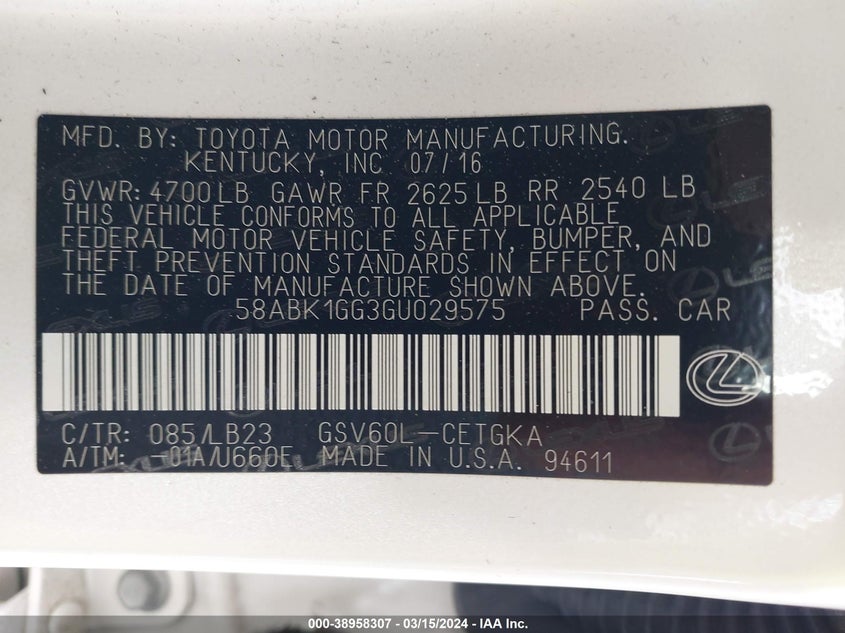 MFD. BY: TOYOTA MOTOR MANUFACTURING.
KENTUCKY, INC 07/16
GVWR: 4700LB GAWR FR 2625LB RR 2540 LB
THIS VEHICLE CONFORMS TO ALL APPLICABLE
FEDERAL MOTOR VEHICLE SAFETY, BUMPER, AND
THEFT PREVENTION STANDARDS IN EFFECT ON
THE DATE OF MANUFACTURE SHOWN ABOVE.
58ABK1GG3GU029575 PASS. CAR
C/TR: 085/LB23 GSV60L-CETGKA
A/TM: -01A/U660E MADE IN U.S.A. 94611
000-38958307 - 03/15/2024 - IAA Inc.